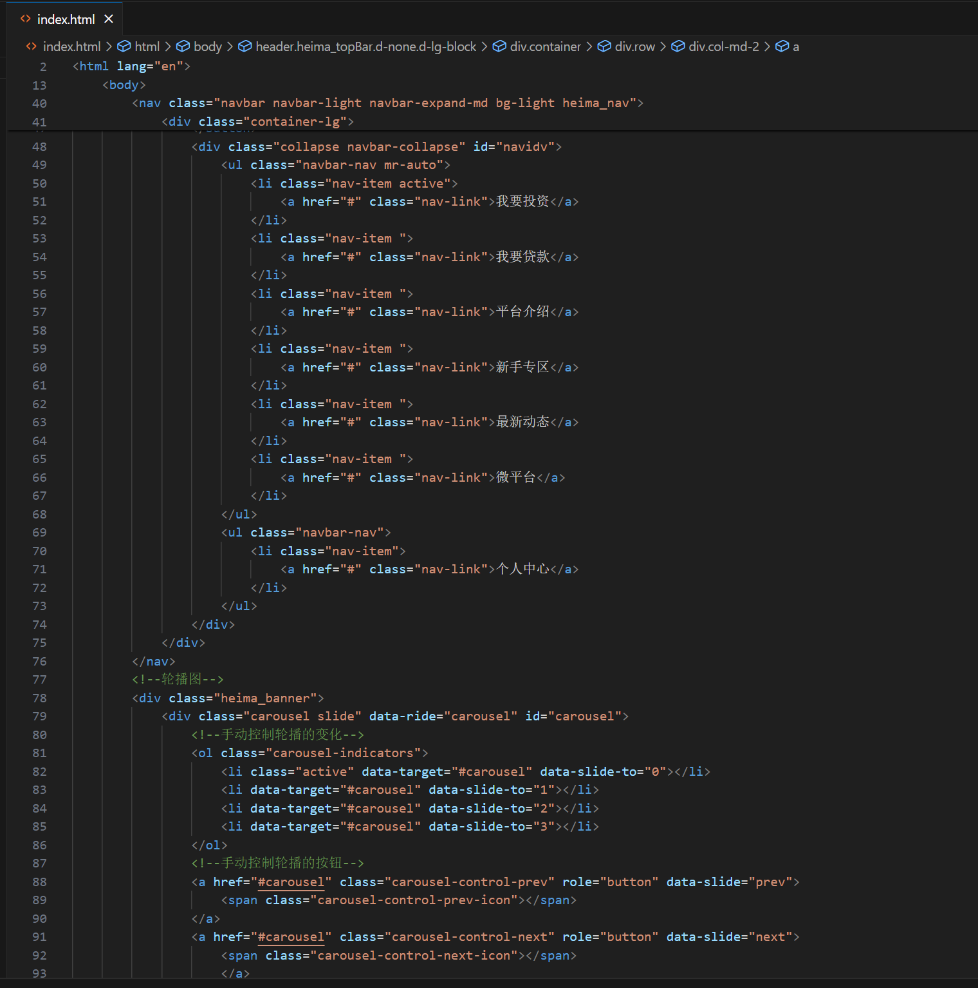 index.html
index.html > html > body > header.heima_topBar.d-none.d-lg-block > div.container > div.row > div.col-md-2 > a
2 <html lang="en">
13 <body>
40 <nav class="navbar navbar-light navbar-expand-md bg-light heima_nav">
41 <div class="container-lg">
48 <div class="collapse navbar-collapse" id="navidv">
49 <ul class="navbar-nav mr-auto">
50 <li class="nav-item active">
51 <a href="#" class="nav-link">我要投资</a>
52 </li>
53 <li class="nav-item ">
54 <a href="#" class="nav-link">我要贷款</a>
55 </li>
56 <li class="nav-item ">
57 <a href="#" class="nav-link">平台介绍</a>
58 </li>
59 <li class="nav-item ">
60 <a href="#" class="nav-link">新手专区</a>
61 </li>
62 <li class="nav-item ">
63 <a href="#" class="nav-link">最新动态</a>
64 </li>
65 <li class="nav-item ">
66 <a href="#" class="nav-link">微平台</a>
67 </li>
68 </ul>
69 <ul class="navbar-nav">
70 <li class="nav-item">
71 <a href="#" class="nav-link">个人中心</a>
72 </li>
73 </ul>
74 </div>
75 </div>
76 </nav>
77 <!--轮播图-->
78 <div class="heima_banner">
79 <div class="carousel slide" data-ride="carousel" id="carousel">
80 <!--手动控制轮播的变化-->
81 <ol class="carousel-indicators">
82 <li class="active" data-target="#carousel" data-slide-to="0"></li>
83 <li data-target="#carousel" data-slide-to="1"></li>
84 <li data-target="#carousel" data-slide-to="2"></li>
85 <li data-target="#carousel" data-slide-to="3"></li>
86 </ol>
87 <!--手动控制轮播的按钮-->
88 <a href="#carousel" class="carousel-control-prev" role="button" data-slide="prev">
89 <span class="carousel-control-prev-icon"></span>
90 </a>
91 <a href="#carousel" class="carousel-control-next" role="button" data-slide="next">
92 <span class="carousel-control-next-icon"></span>
93 </a>